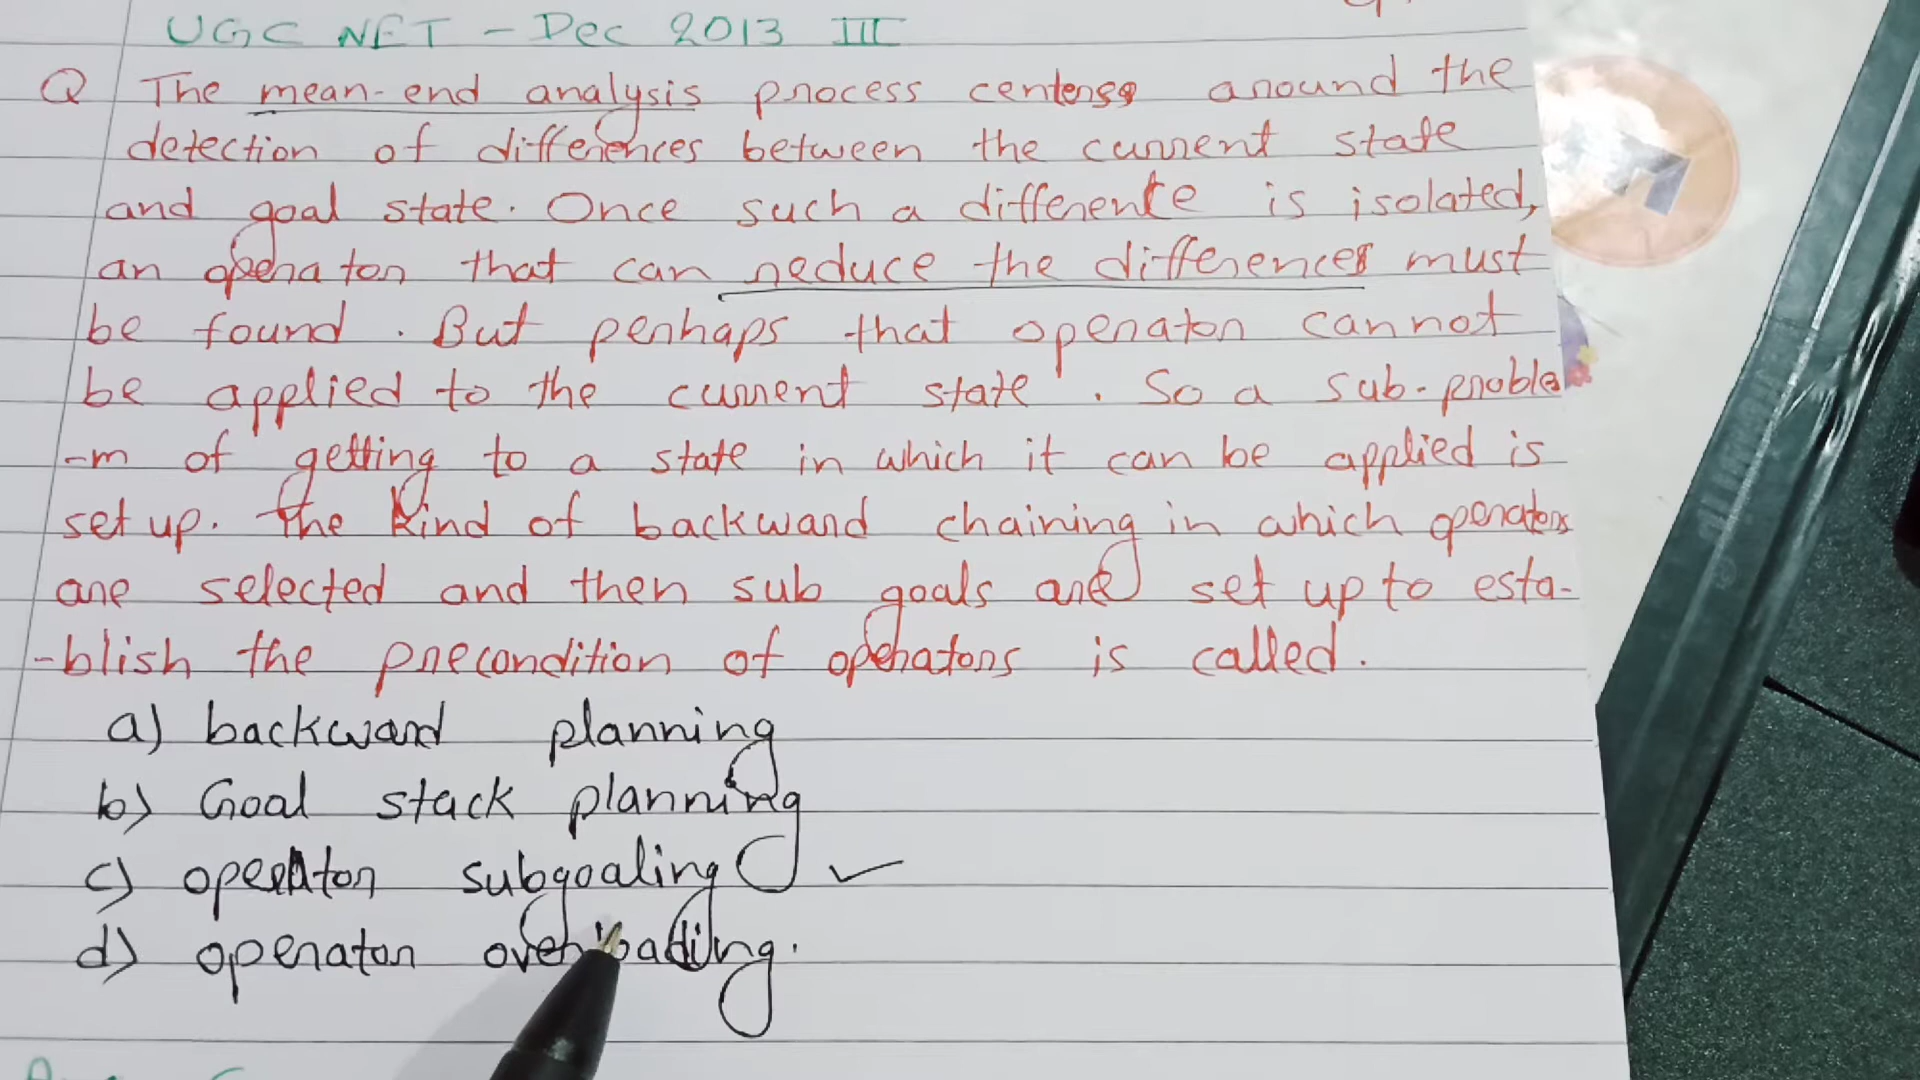 UGC NET - Dec 2013 III
Q The mean-end analysis process centers around the
detection of differences between the current state
and goal state. Once such a difference is isolated,
an operator that can reduce the differences must
be found. But perhaps that operator cannot
be applied to the current state. So a sub-proble
-m of getting to a state in which it can be applied is
set up. The kind of backward chaining in which operators
are selected and then sub goals are set up to esta-
-blish the precondition of operators is called.
a) backward planning
b) Goal stack planning
c) operator subgoaling ✓
d) operator overloading.